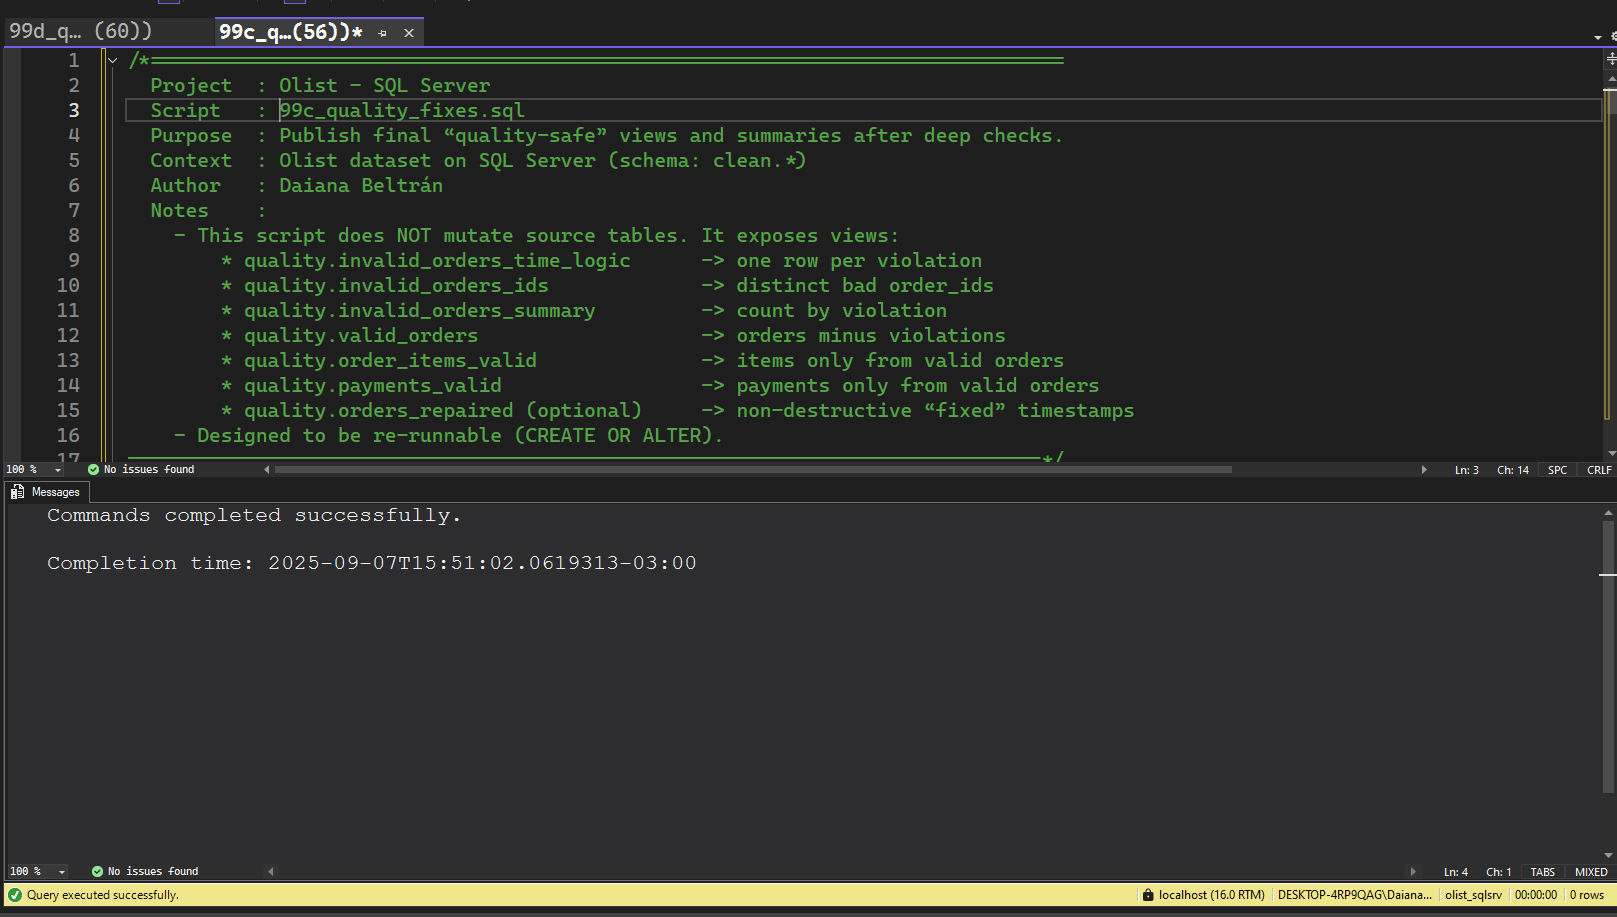 99d_q... (60))
99c_q...(56))*
1 /*
2 Project : Olist - SQL Server
3 Script : 99c_quality_fixes.sql
4 Purpose : Publish final “quality-safe” views and summaries after deep checks.
5 Context : Olist dataset on SQL Server (schema: clean.*)
6 Author : Daiana Beltrán
7 Notes :
8 - This script does NOT mutate source tables. It exposes views:
9 * quality.invalid_orders_time_logic -> one row per violation
10 * quality.invalid_orders_ids -> distinct bad order_ids
11 * quality.invalid_orders_summary -> count by violation
12 * quality.valid_orders -> orders minus violations
13 * quality.order_items_valid -> items only from valid orders
14 * quality.payments_valid -> payments only from valid orders
15 * quality.orders_repaired (optional) -> non-destructive “fixed” timestamps
16 - Designed to be re-runnable (CREATE OR ALTER).
17 */
100 % No issues found Ln: 3 Ch: 14 SPC CRLF
Messages
Commands completed successfully.
Completion time: 2025-09-07T15:51:02.0619313-03:00
100 % No issues found Ln: 4 Ch: 1 TABS MIXED
Query executed successfully. localhost (16.0 RTM) DESKTOP-4RP9QAG\Daiana... olist_sqlsrv 00:00:00 0 rows